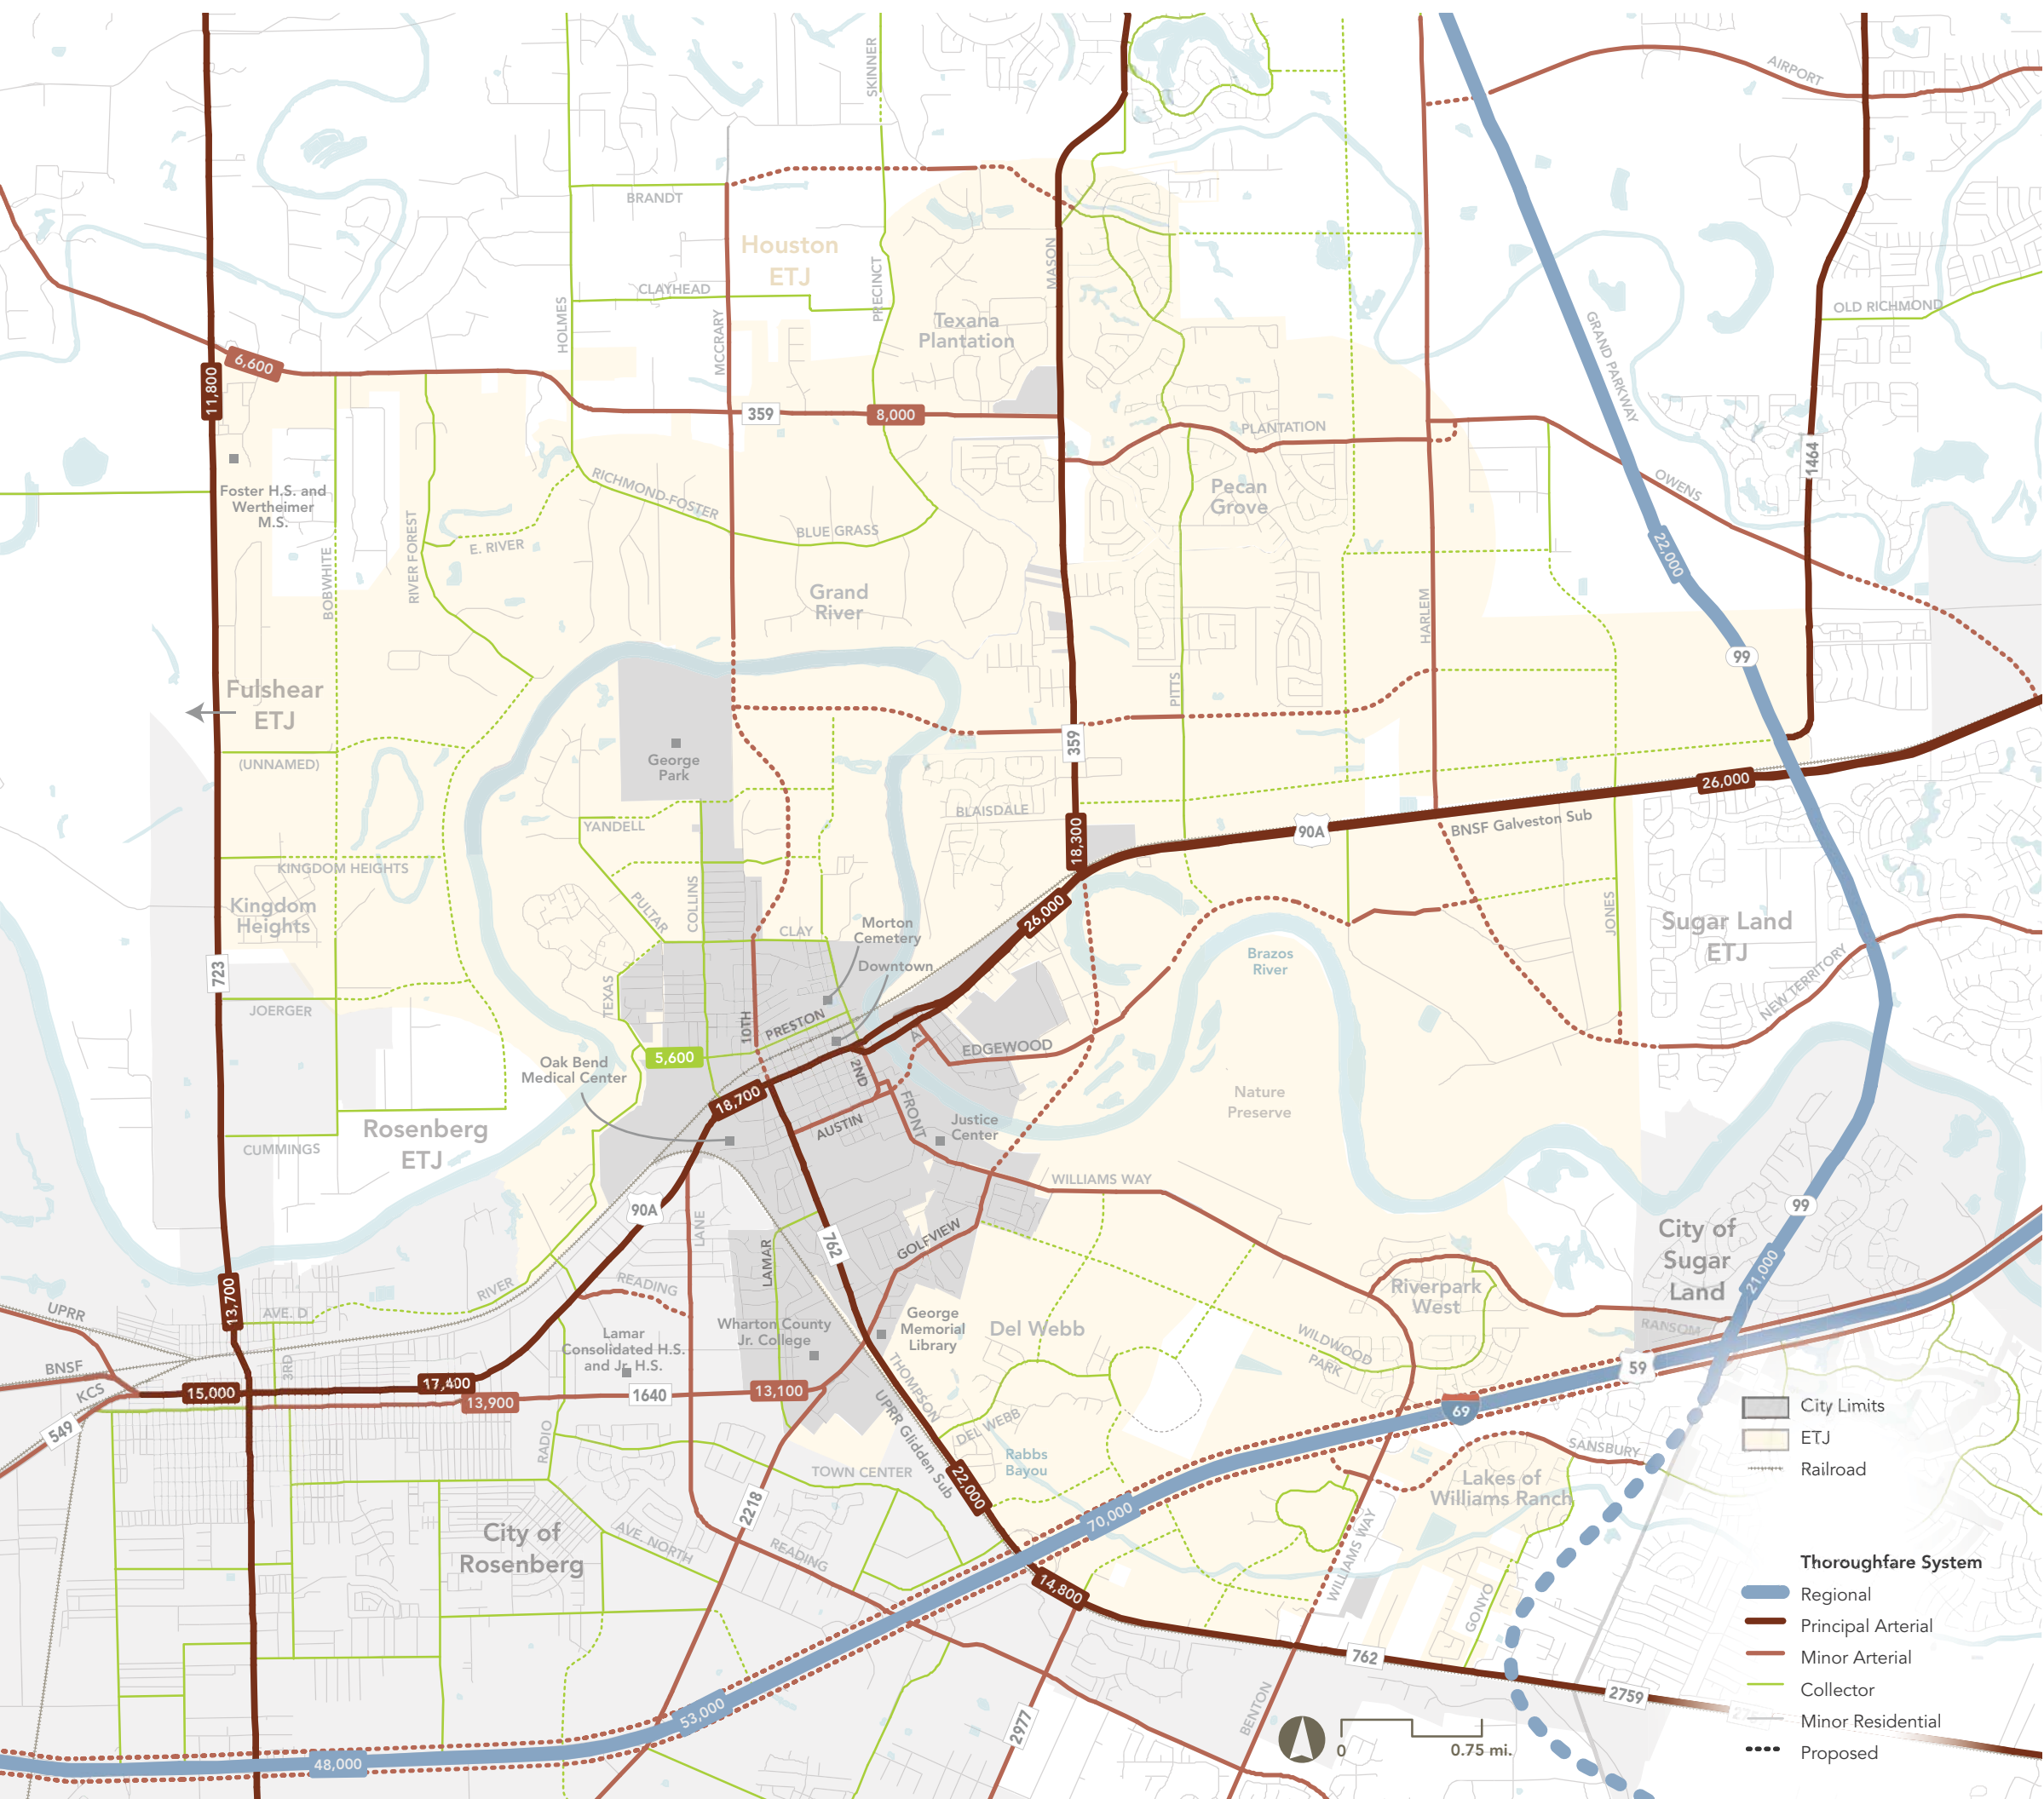 SKINNER
AIRPORT
BRANDT
Houston
ETJ
MASON
PRECINCT
CLAYHEAD
HOLMES
MCCRARY
Texana
Plantation
GRAND PARKWAY
OLD RICHMOND
6,600
11,800
359
8,000
PLANTATION
1464
OWENS
Foster H.S. and
Wertheimer
M.S.
RICHMOND-FOSTER
Pecan
Grove
BLUE GRASS
RIVER FOREST
E. RIVER
BOBWHITE
22,000
Grand
River
HARLEM
99
Fulshear
ETJ
PITTS
359
George
Park
(UNNAMED)
26,000
BLAISDALE
YANDELL
18,300
90A
BNSF Galveston Sub
KINGDOM HEIGHTS
Kingdom
Heights
PULTAR
COLLINS
26,000
JONES
Sugar Land
ETJ
CLAY
Morton
Cemetery
Downtown
Brazos
River
723
TEXAS
NEW TERRITORY
JOERGER
10TH
PRESTON
EDGEWOOD
5,600
Oak Bend
Medical Center
2ND
18,700
FRONT
Nature
Preserve
AUSTIN
Justice
Center
Rosenberg
ETJ
CUMMINGS
WILLIAMS WAY
90A
LANE
762
GOLFVIEW
99
City of
Sugar
Land
LAMAR
21,000
READING
RIVER
13,700
AVE. D
UPRR
Riverpark
West
George
Memorial
Library
Wharton County
Jr. College
Lamar
Consolidated H.S.
and Jr. H.S.
Del Webb
RANSOM
WILDWOOD
PARK
BNSF
KCS
3RD
THOMPSON
59
15,000
17,400
13,900
1640
13,100
69
City Limits
549
RADIO
UPRR Glidden Sub
DEL WEBB
ETJ
SANSBURY
Rabbs
Bayou
TOWN CENTER
Railroad
22,000
Lakes of
Williams Ranch
2218
70,000
City of
Rosenberg
AVE. NORTH
READING
WILLIAMS WAY
Thoroughfare System
14,800
GONYO
Regional
Principal Arterial
762
Minor Arterial
2759
Collector
53,000
2977
BENTON
Minor Residential
0
0.75 mi.
Proposed
48,000